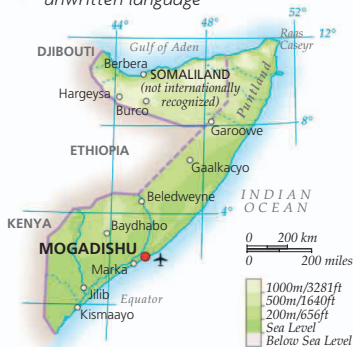 unwritten language
44°
48°
52°
12°
DJIBOUTI
Gulf of Aden
Raas
Caseyr
Berbera
SOMALILAND
(not internationally
recognized)
Hargeysa
Burco
Puntland
8°
Garoowe
ETHIOPIA
Gaalkacyo
INDIAN
OCEAN
Beledweyne
4°
KENYA
Baydhabo
MOGADISHU
Marka
Jilib
Equator
Kismaayo
0 200 km
0 200 miles
1000m/3281ft
500m/1640ft
200m/656ft
Sea Level
Below Sea Level